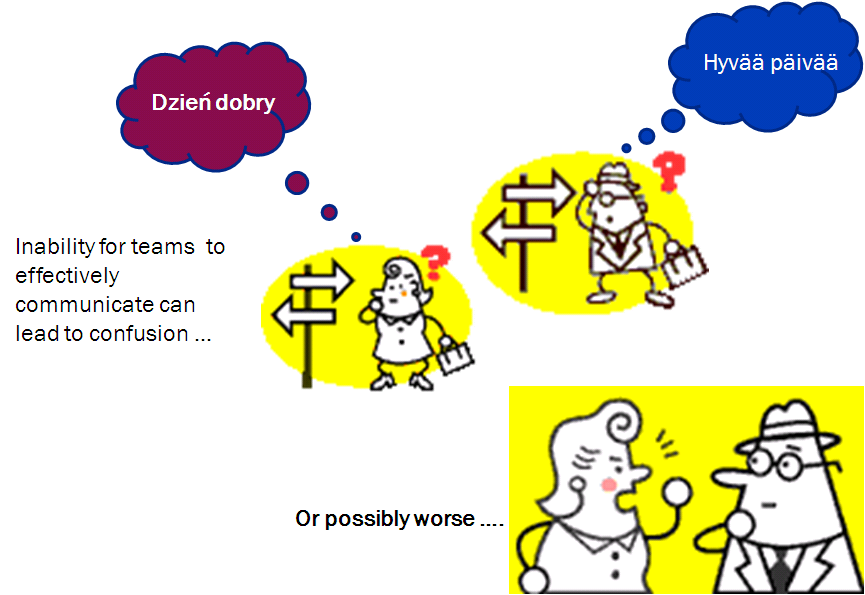 Dzień dobry
Hyvää päivää
Inability for teams to
effectively
communicate can
lead to confusion ...
Or possibly worse ....